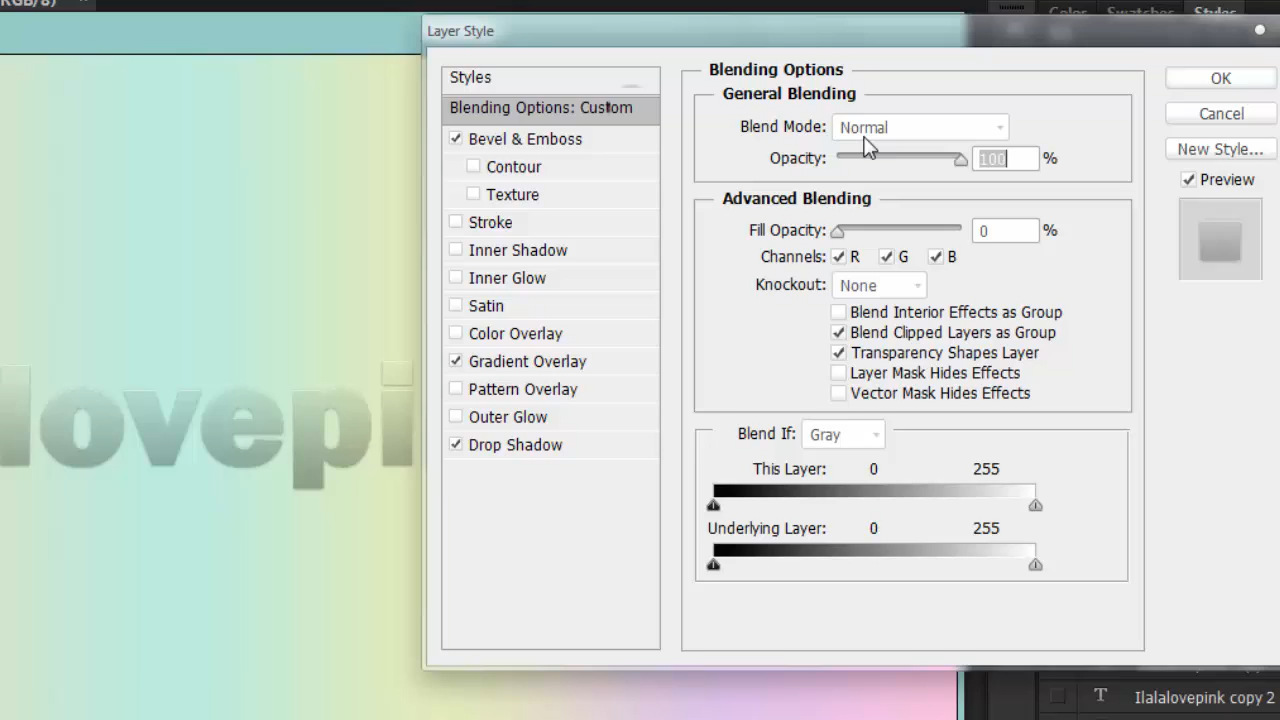 RGB/8)
Color Swatches Styles
Layer Style
Styles
Blending Options: Custom
Bevel & Emboss
Contour
Texture
Stroke
Inner Shadow
Inner Glow
Satin
Color Overlay
Gradient Overlay
Pattern Overlay
Outer Glow
Drop Shadow
Blending Options
General Blending
Blend Mode: Normal
Opacity: 100 %
Advanced Blending
Fill Opacity: 0 %
Channels: R G B
Knockout: None
Blend Interior Effects as Group
Blend Clipped Layers as Group
Transparency Shapes Layer
Layer Mask Hides Effects
Vector Mask Hides Effects
Blend If: Gray
This Layer: 0 255
Underlying Layer: 0 255
OK
Cancel
New Style...
Preview
lovepi
T Ilalalovepink copy 2